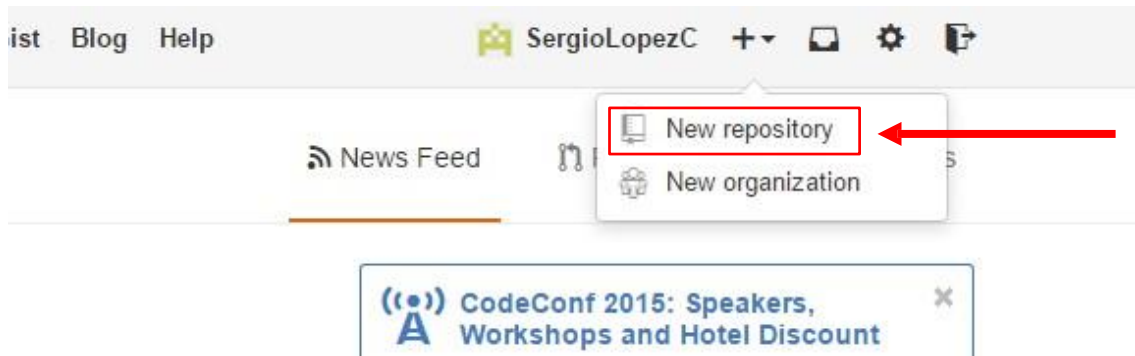 Blog Help SergioLopezC
New repository
News Feed
New organization
CodeConf 2015: Speakers,
Workshops and Hotel Discount